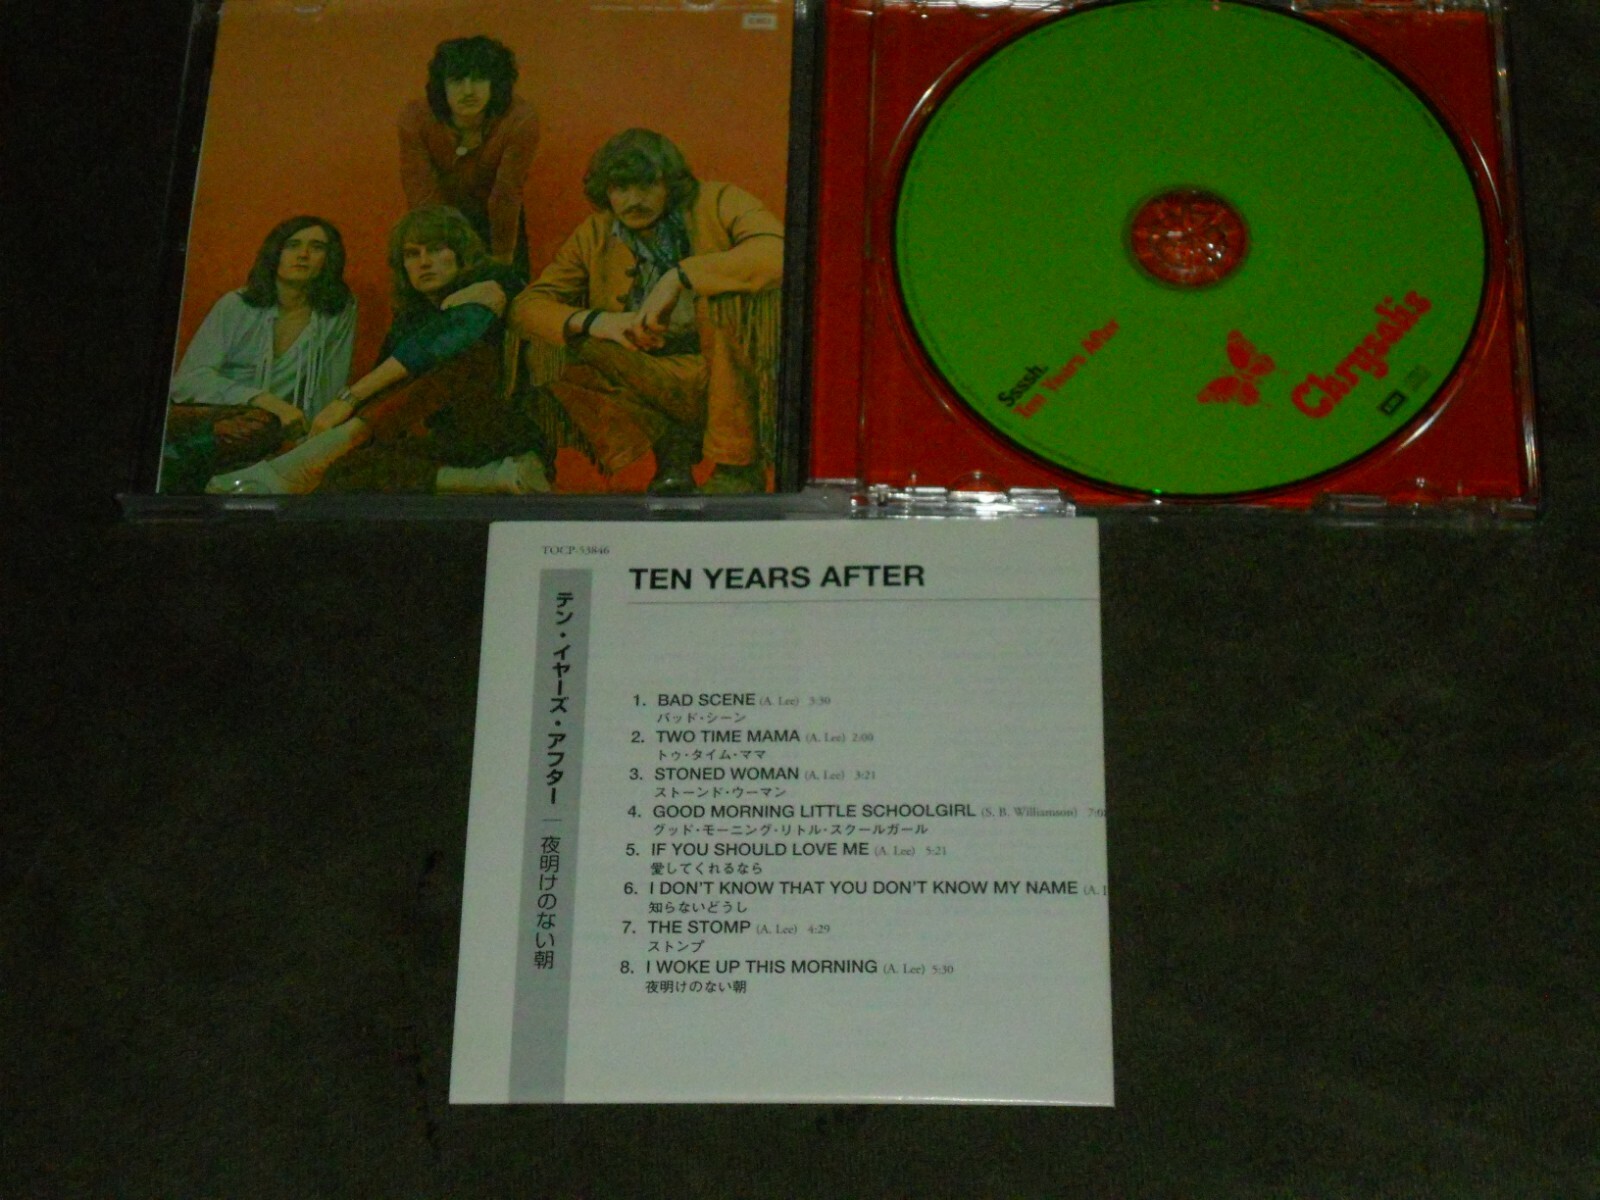 EMI
Ssssh.
Ten Years After
Chrysalis
EMI
TOCP-53846
テン・イヤーズ・アフター｜夜明けのない朝
TEN YEARS AFTER
1. BAD SCENE (A. Lee) 3:30
バッド・シーン
2. TWO TIME MAMA (A. Lee) 2:00
トゥ・タイム・ママ
3. STONED WOMAN (A. Lee) 3:21
ストーンド・ウーマン
4. GOOD MORNING LITTLE SCHOOLGIRL (S. B. Williamson)
グッド・モーニング・リトル・スクールガール
5. IF YOU SHOULD LOVE ME (A. Lee) 5:21
愛してくれるなら
6. I DON'T KNOW THAT YOU DON'T KNOW MY NAME (A.
知らないどうし
7. THE STOMP (A. Lee) 4:29
ストンプ
8. I WOKE UP THIS MORNING (A. Lee) 5:30
夜明けのない朝